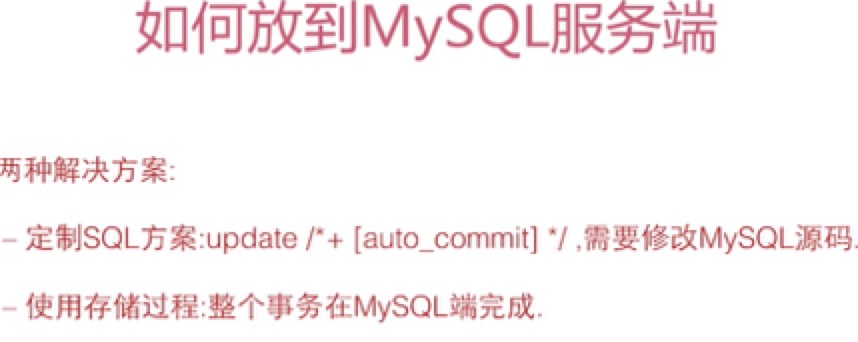 如何放到MySQL服务端
两种解决方案:
– 定制SQL方案:update /*+ [auto_commit] */ ,需要修改MySQL源码.
– 使用存储过程:整个事务在MySQL端完成.